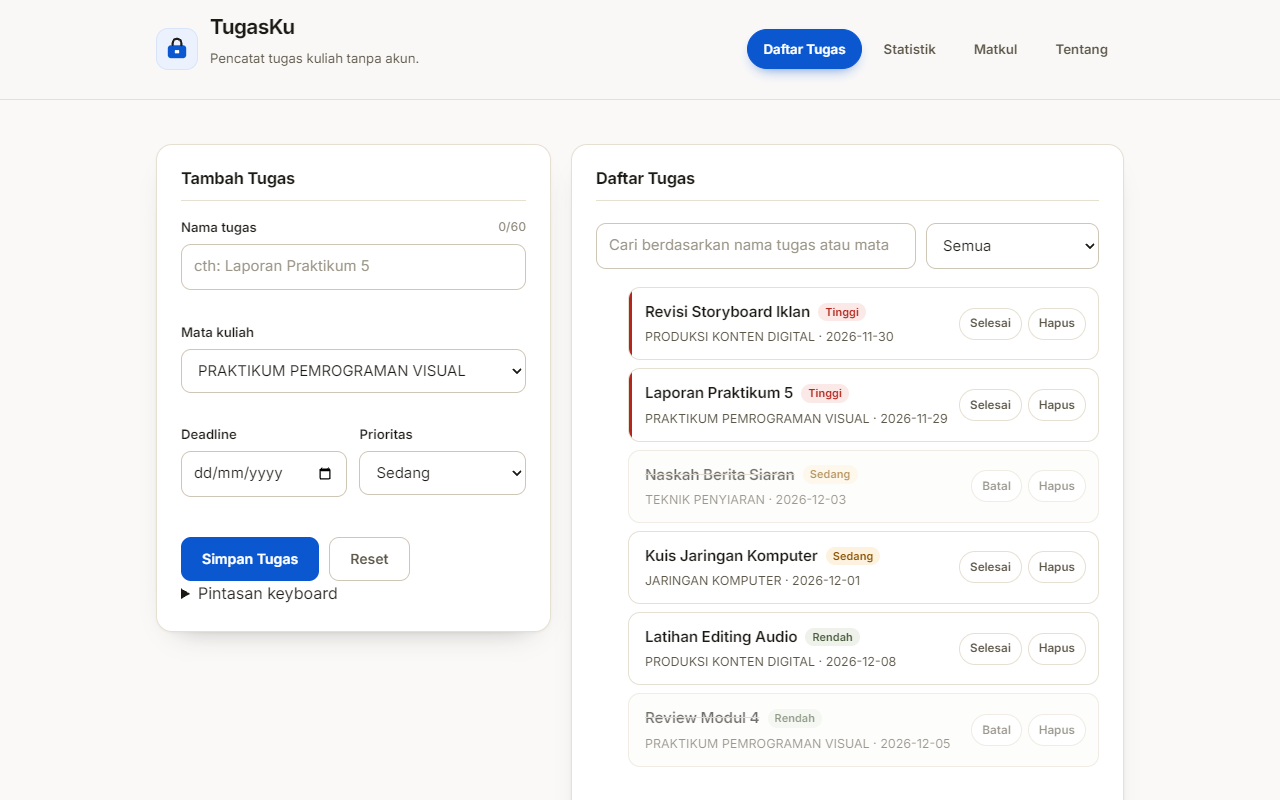 TugasKu
Pencatat tugas kuliah tanpa akun.
Daftar Tugas
Statistik
Matkul
Tentang
Tambah Tugas
Nama tugas
0/60
cth: Laporan Praktikum 5
Mata kuliah
PRAKTIKUM PEMROGRAMAN VISUAL
Deadline
Prioritas
dd/mm/yyyy
Sedang
Simpan Tugas
Reset
Pintasan keyboard
Daftar Tugas
Cari berdasarkan nama tugas atau mata
Semua
Revisi Storyboard Iklan
Tinggi
PRODUKSI KONTEN DIGITAL · 2026-11-30
Selesai
Hapus
Laporan Praktikum 5
Tinggi
PRAKTIKUM PEMROGRAMAN VISUAL · 2026-11-29
Selesai
Hapus
Naskah Berita Siaran
Sedang
TEKNIK PENYIARAN · 2026-12-03
Batal
Hapus
Kuis Jaringan Komputer
Sedang
JARINGAN KOMPUTER · 2026-12-01
Selesai
Hapus
Latihan Editing Audio
Rendah
PRODUKSI KONTEN DIGITAL · 2026-12-08
Selesai
Hapus
Review Modul 4
Rendah
PRAKTIKUM PEMROGRAMAN VISUAL · 2026-12-05
Batal
Hapus